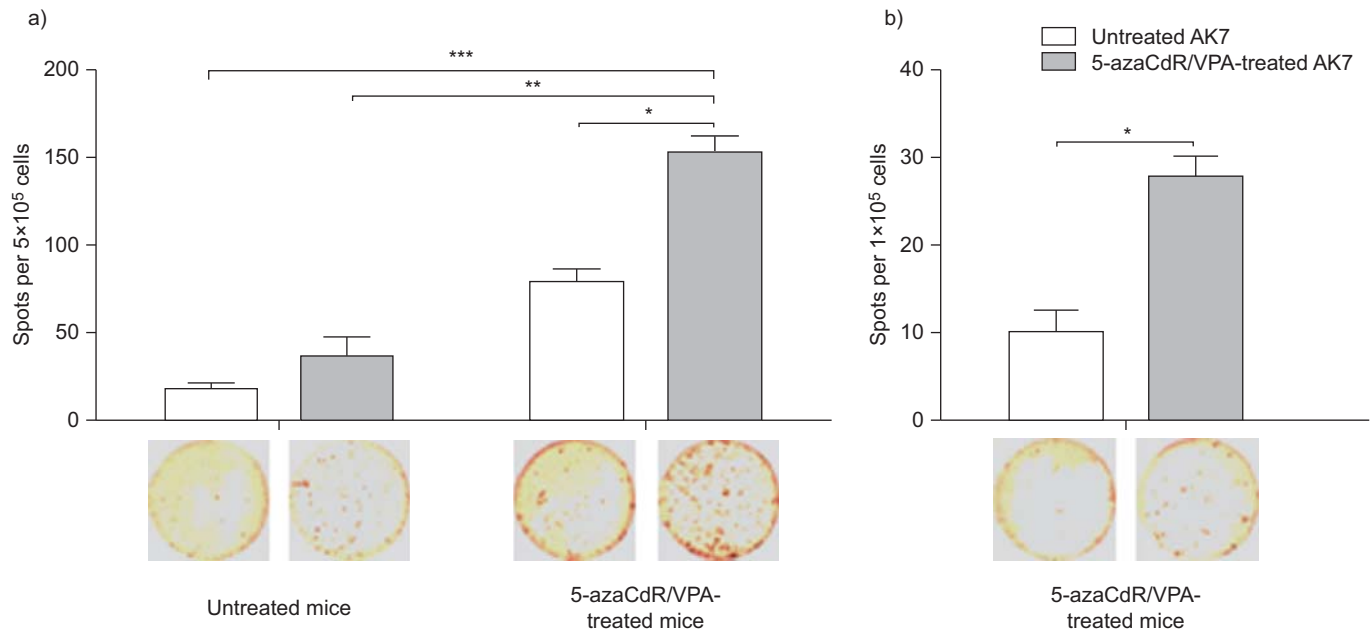 a)
***
**
*
200
150
100
50
0
Spots per 5×10⁵ cells
Untreated mice
5-azaCdR/VPA-
treated mice
b)
Untreated AK7
5-azaCdR/VPA-treated AK7
*
40
30
20
10
0
Spots per 1×10⁵ cells
5-azaCdR/VPA-
treated mice